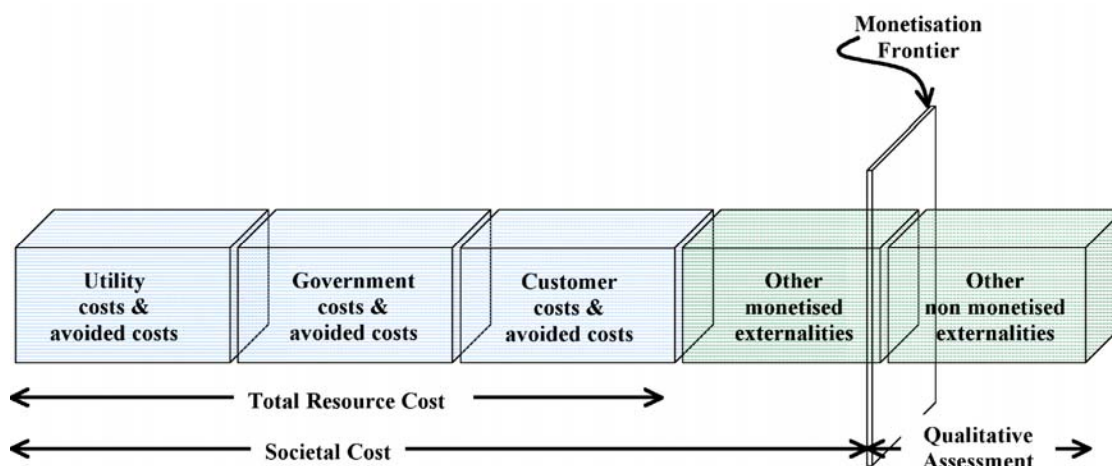 Monetisation
Frontier
Utility
costs &
avoided costs
Government
costs &
avoided costs
Customer
costs &
avoided costs
Other
monetised
externalities
Other
non monetised
externalities
Total Resource Cost
Societal Cost
Qualitative
Assessment